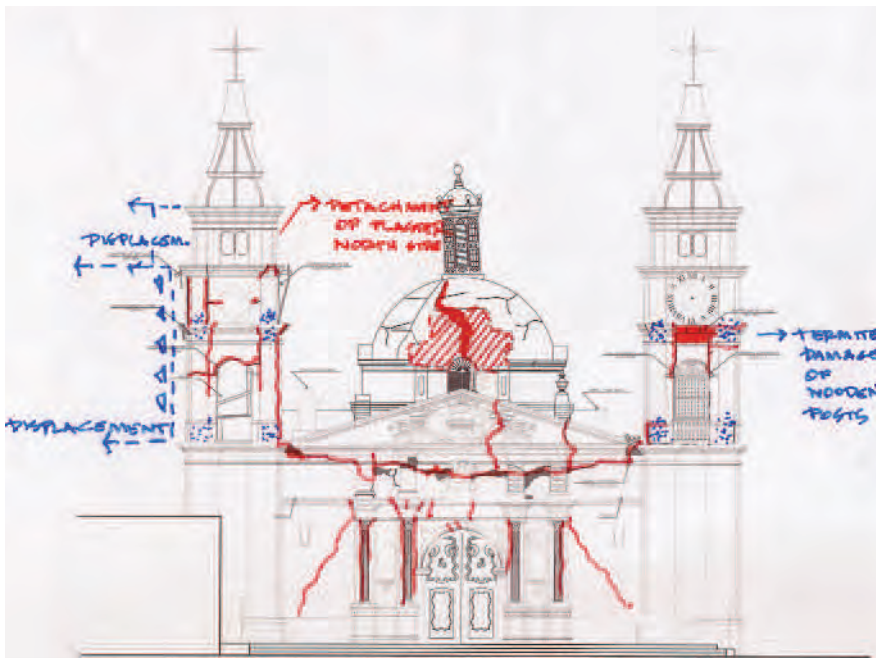 DETACHMENT
OF PLASTER
NORTH SIDE
DISPLACEM.
DISPLACEMENT
TERMITE
DAMAGE
OF
WOODEN
POSTS